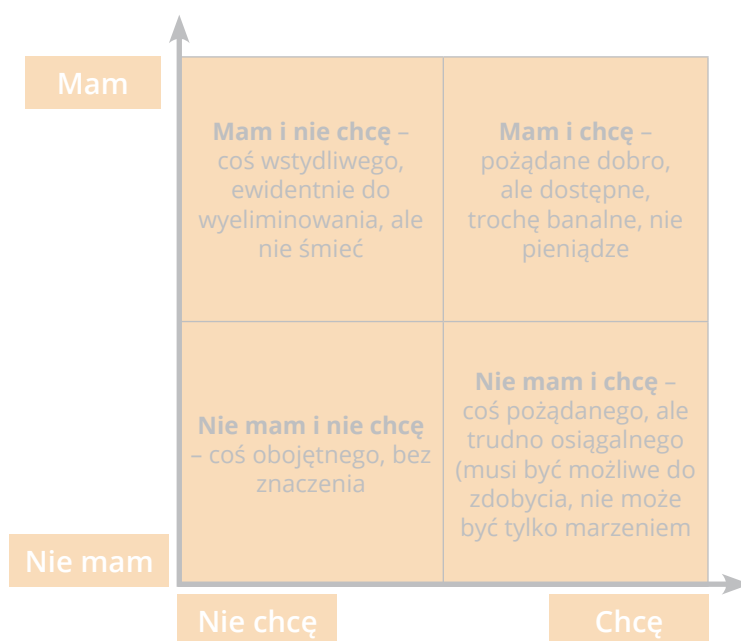 Mam
Mam i nie chcę –
coś wstydliwego,
ewidentnie do
wyeliminowania, ale
nie śmieć
Mam i chcę –
pożądane dobro,
ale dostępne,
trochę banalne, nie
pieniądze
Nie mam i nie chcę
– coś obojętnego, bez
znaczenia
Nie mam i chcę –
coś pożądanego, ale
trudno osiągalnego
(musi być możliwe do
zdobycia, nie może
być tylko marzeniem
Nie mam
Nie chcę
Chcę